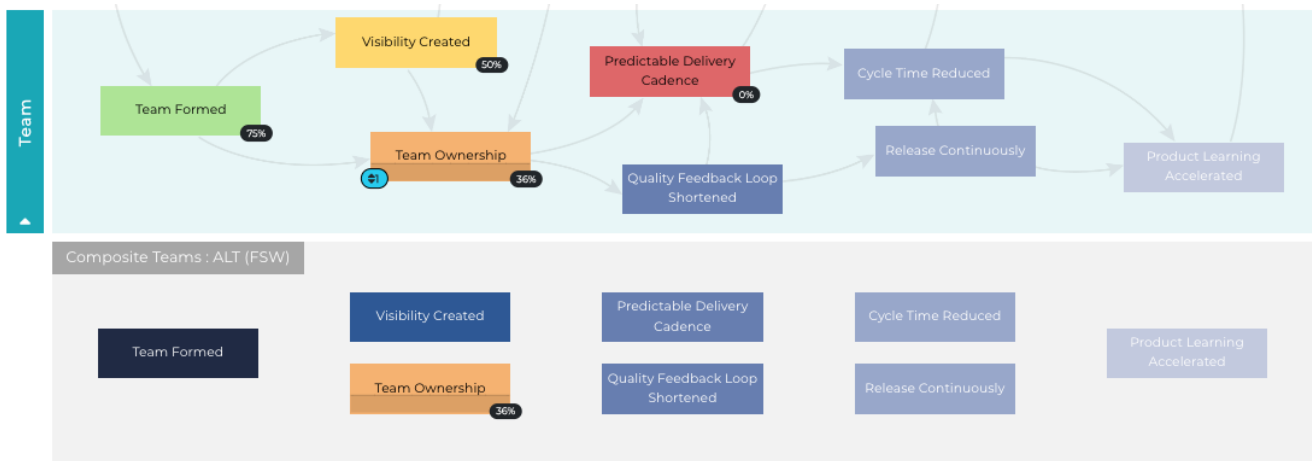 Team
Visibility Created
50%
Predictable Delivery
Cadence
0%
Cycle Time Reduced
Team Formed
75%
Team Ownership
1
36%
Release Continuously
Product Learning
Accelerated
Quality Feedback Loop
Shortened
Composite Teams : ALT (FSW)
Team Formed
Visibility Created
Team Ownership
36%
Predictable Delivery
Cadence
Quality Feedback Loop
Shortened
Cycle Time Reduced
Release Continuously
Product Learning
Accelerated